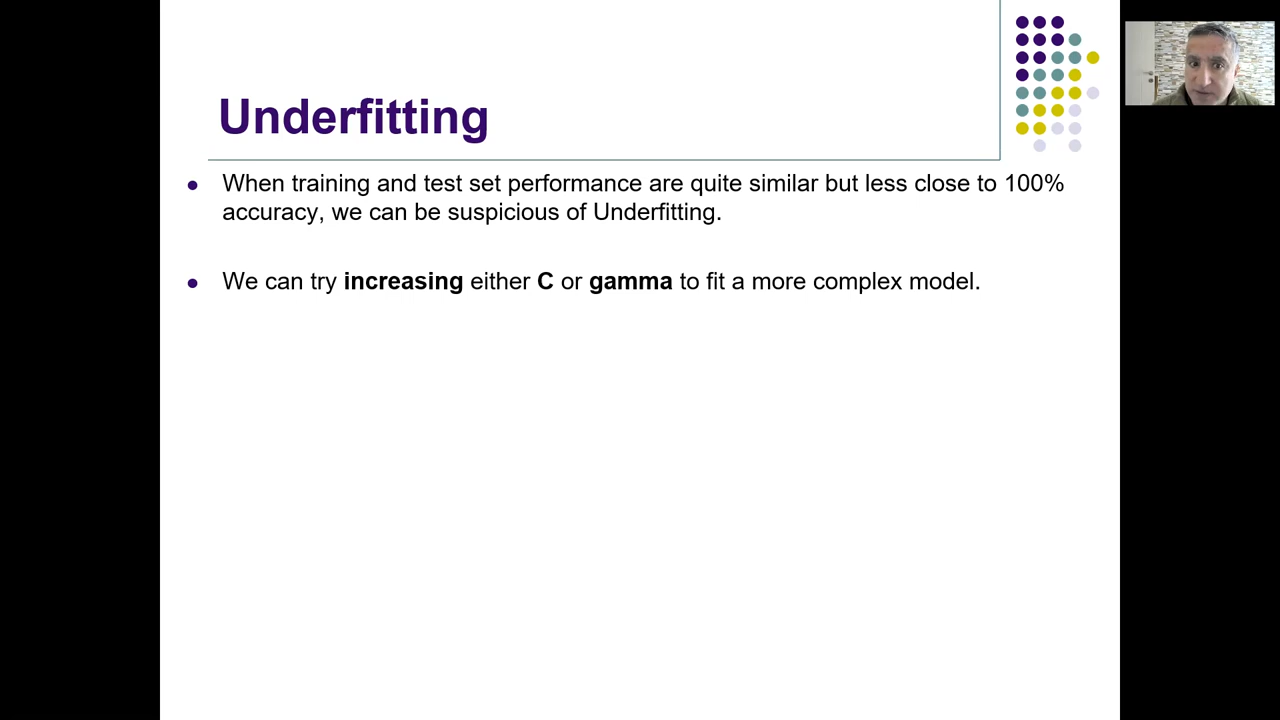 Underfitting
When training and test set performance are quite similar but less close to 100%
accuracy, we can be suspicious of Underfitting.
We can try increasing either C or gamma to fit a more complex model.